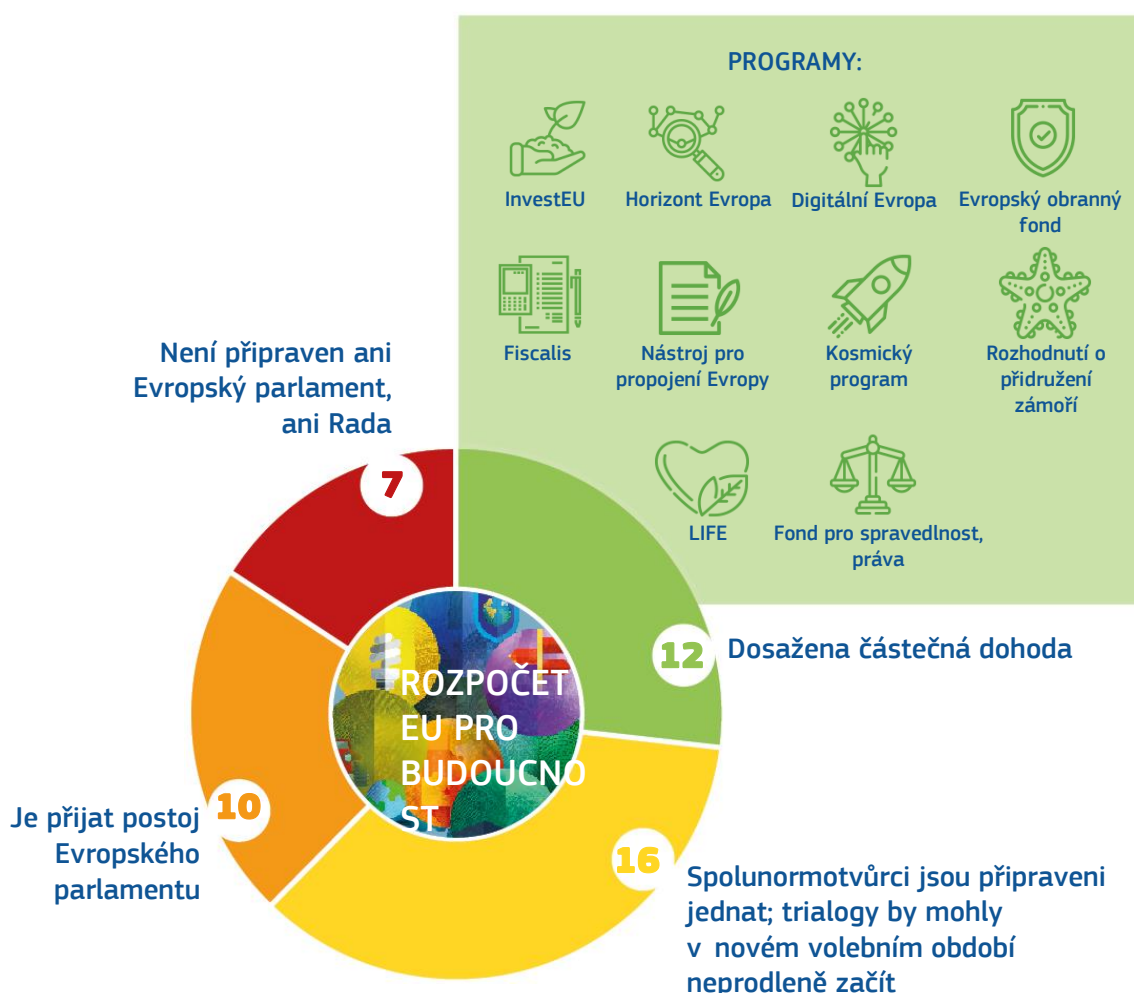 PROGRAMY:
InvestEU
Horizont Evropa
Digitální Evropa
Evropský obranný
fond
Fiscalis
Nástroj pro
propojení Evropy
Kosmický
program
Rozhodnutí o
přidružení
zámoří
LIFE
Fond pro spravedlnost,
práva
Není připraven ani
Evropský parlament,
ani Rada
7
12
Dosažena částečná dohoda
ROZPOČET
EU PRO
BUDOUCNO
ST
10
Je přijat postoj
Evropského
parlamentu
16
Spolunormotvůrci jsou připraveni
jednat; trialogy by mohly
v novém volebním období
neprodleně začít